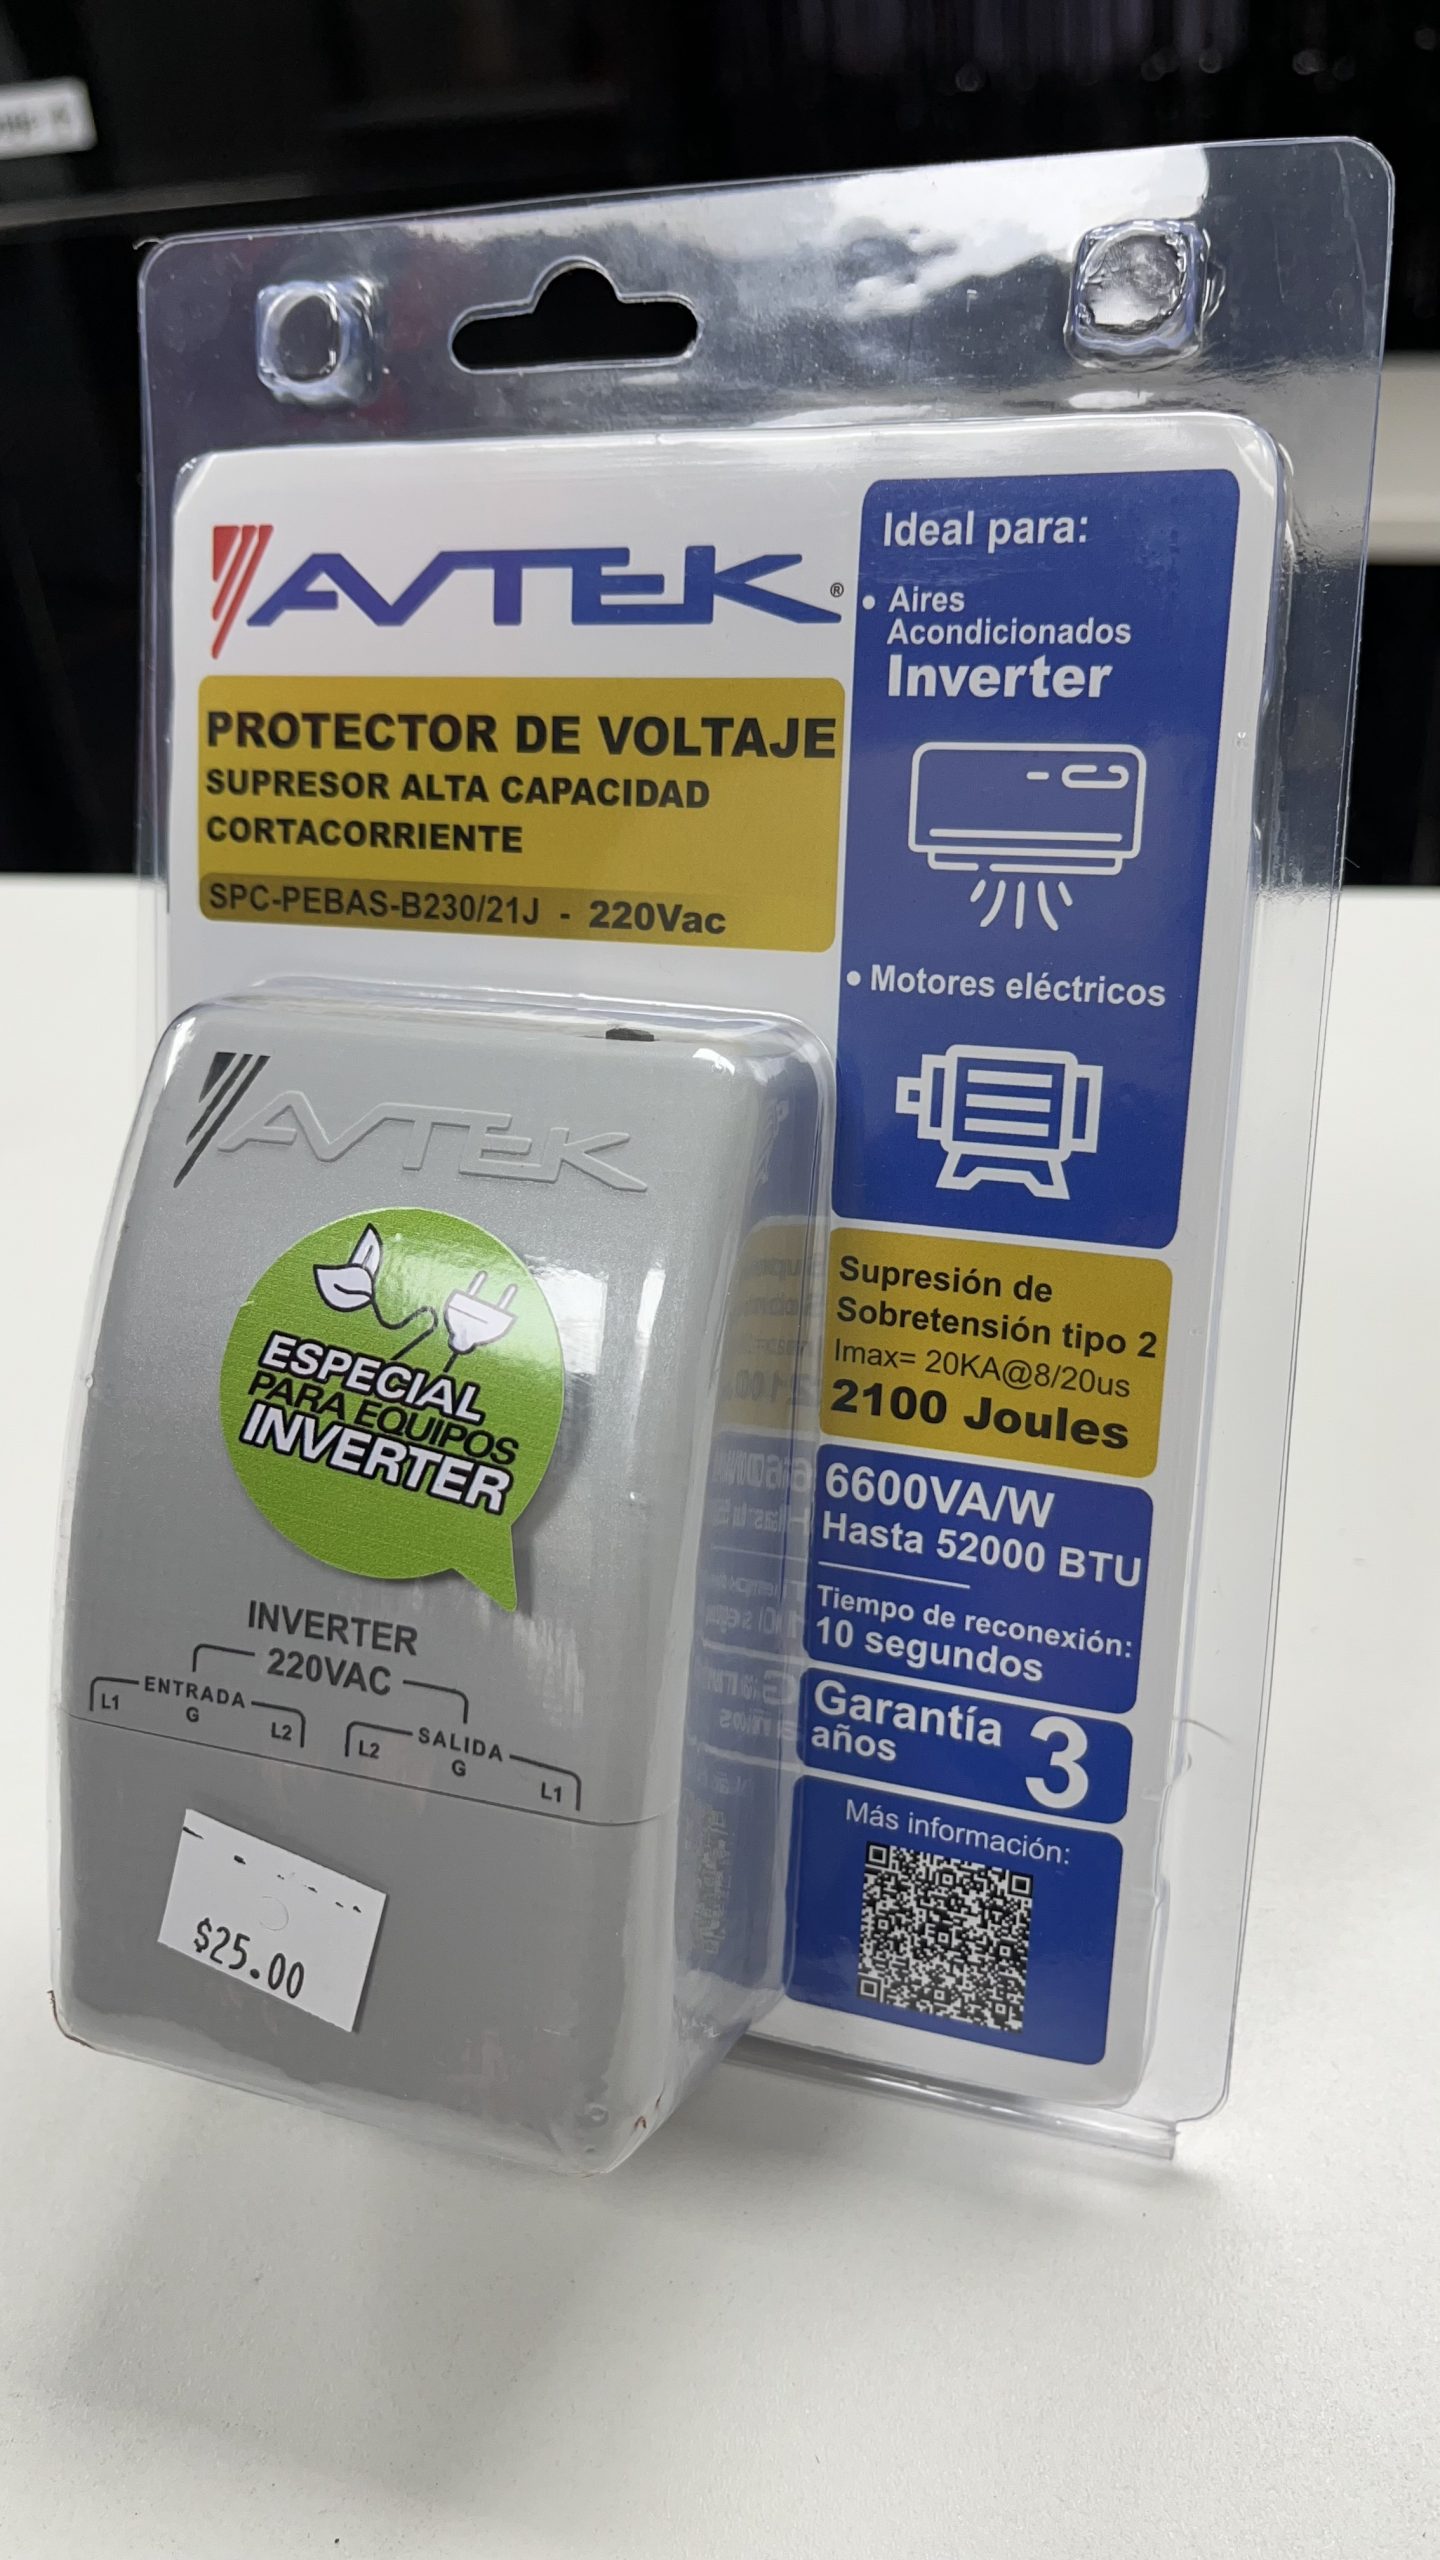 AVTEK®
PROTECTOR DE VOLTAJE
SUPRESOR ALTA CAPACIDAD
CORTACORRIENTE
SPC-PEBAS-B230/21J - 220Vac
Ideal para:
• Aires
Acondicionados
Inverter
• Motores eléctricos
Supresión de
Sobretensión tipo 2
Imax= 20KA@8/20us
2100 Joules
6600VA/W
Hasta 52000 BTU
Tiempo de reconexión:
10 segundos
Garantía 3
años
Más información:
AVTEK
ESPECIAL
PARA EQUIPOS
INVERTER
INVERTER
220VAC
ENTRADA
L1 G L2
SALIDA
L2 G L1
$25.00